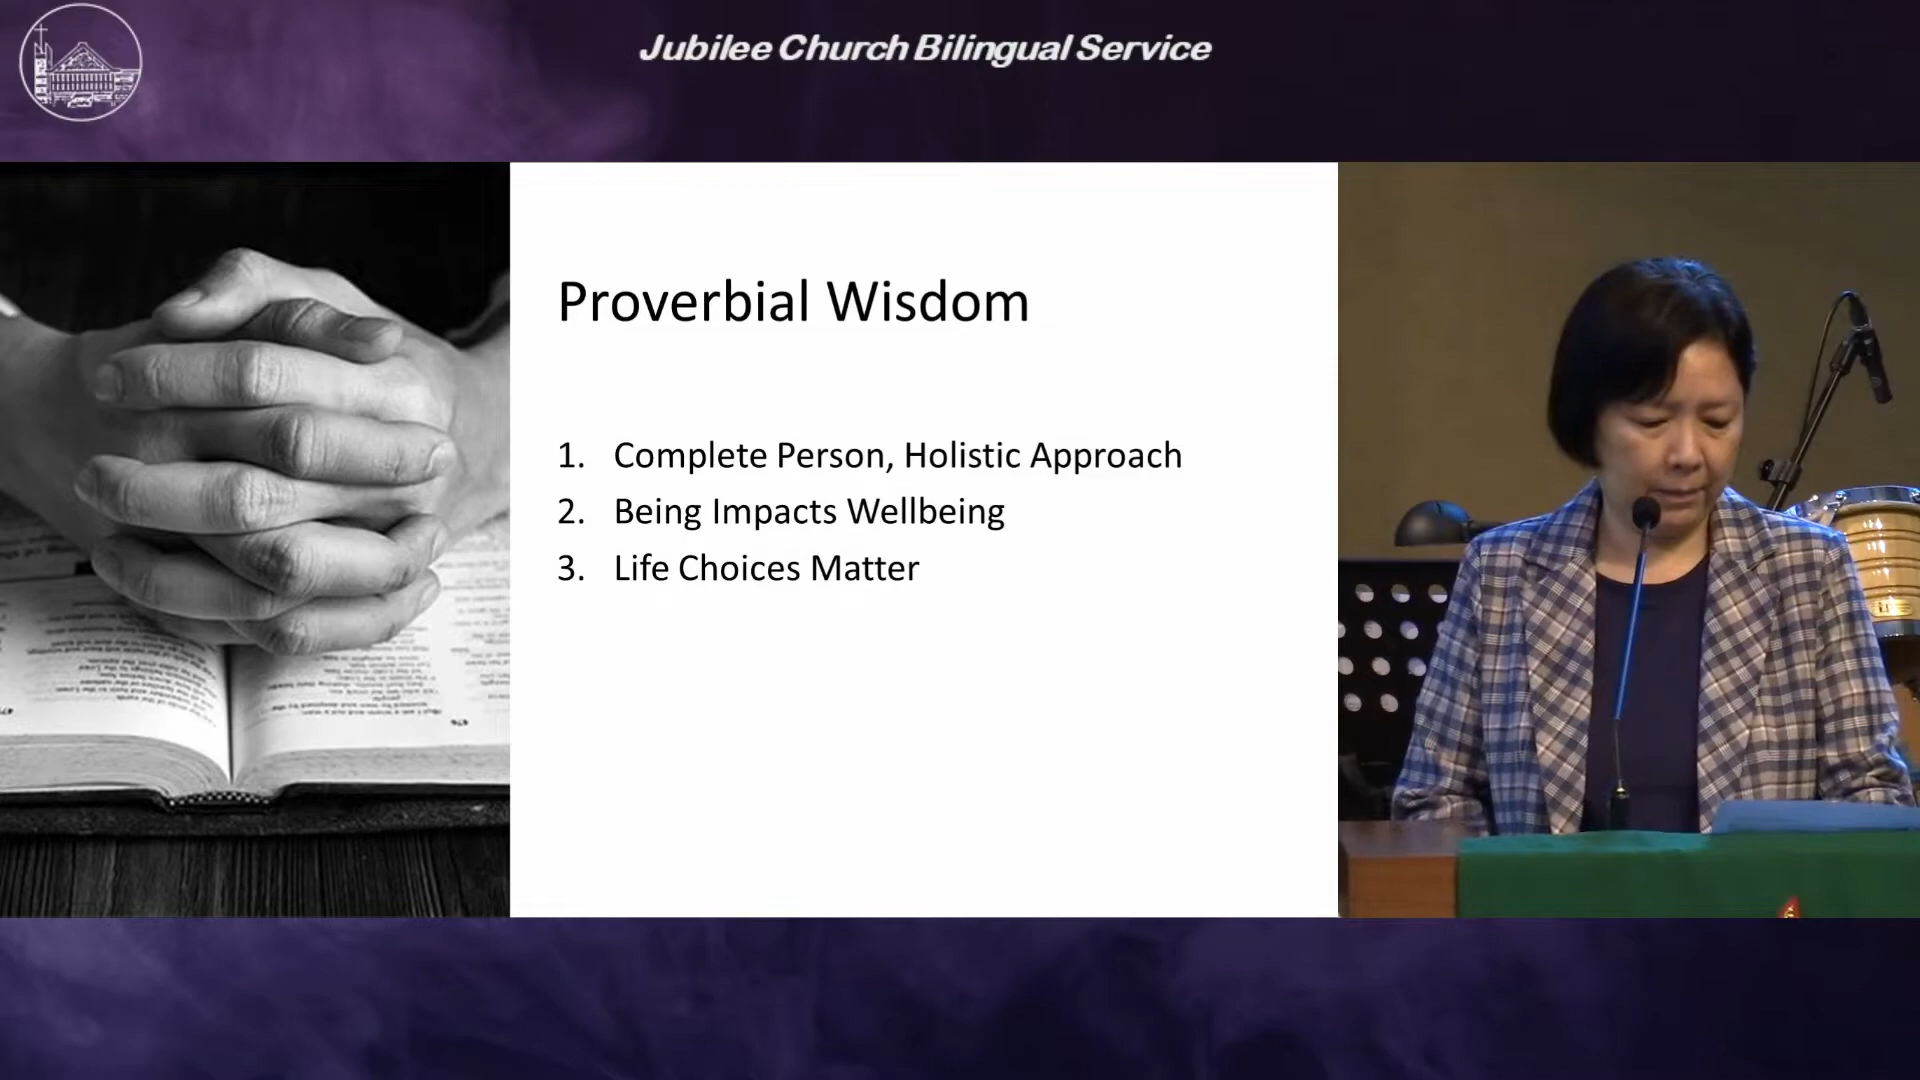 Jubilee Church Bilingual Service
Proverbial Wisdom
1. Complete Person, Holistic Approach
2. Being Impacts Wellbeing
3. Life Choices Matter